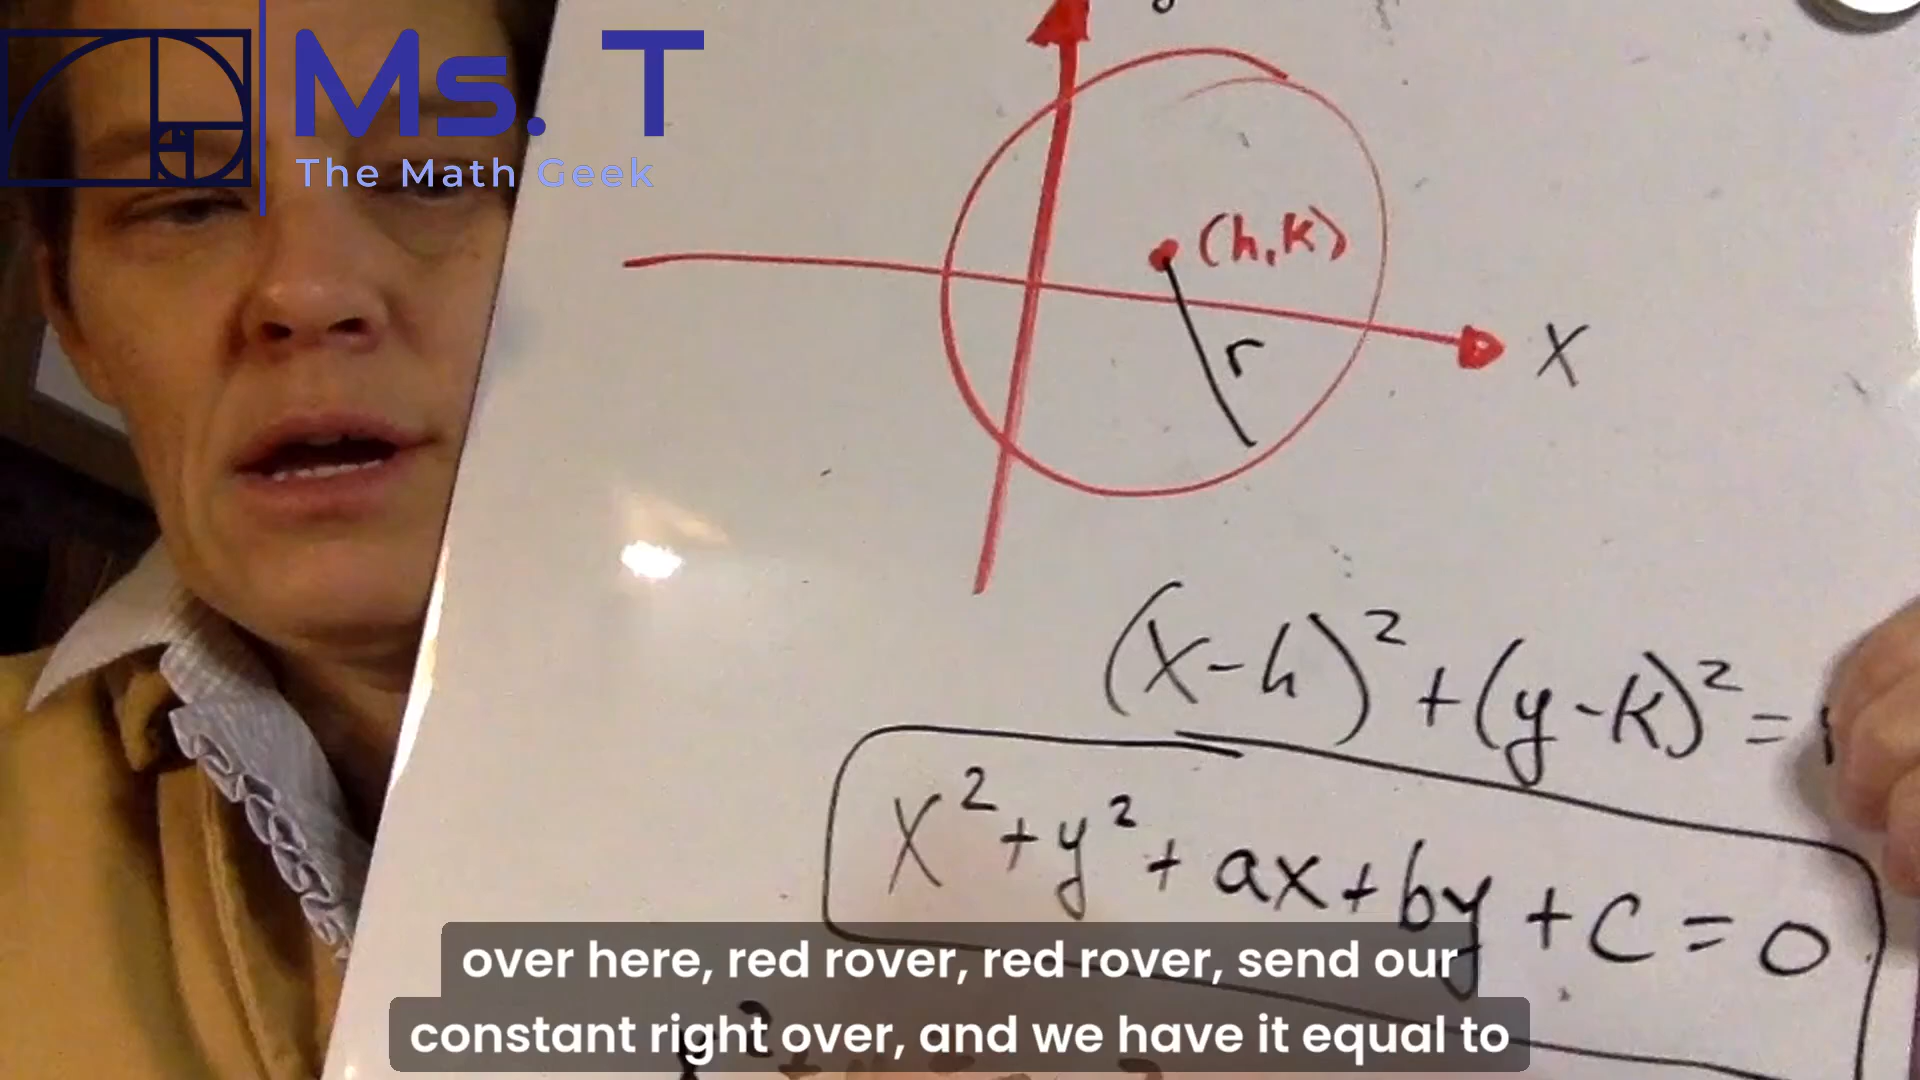 Ms. T
The Math Geek
(h,k)
r
X
(x-h)² + (y-k)² =
x² + y² + ax + by + c = 0
over here, red rover, red rover, send our
constant right over, and we have it equal to